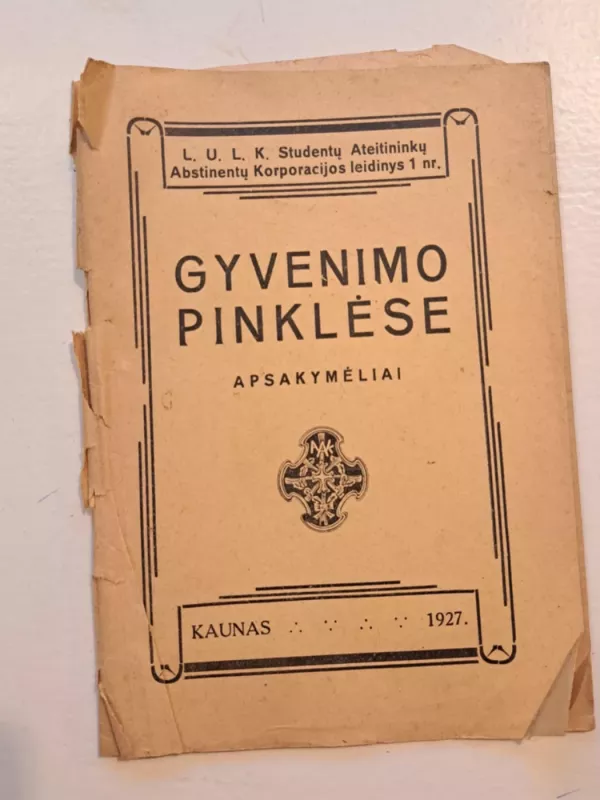 L. U. L. K. Studentų Ateitininkų
Abstinentų Korporacijos leidinys 1 nr.
GYVENIMO
PINKLĖSE
APSAKYMĖLIAI
KAUNAS
1927.